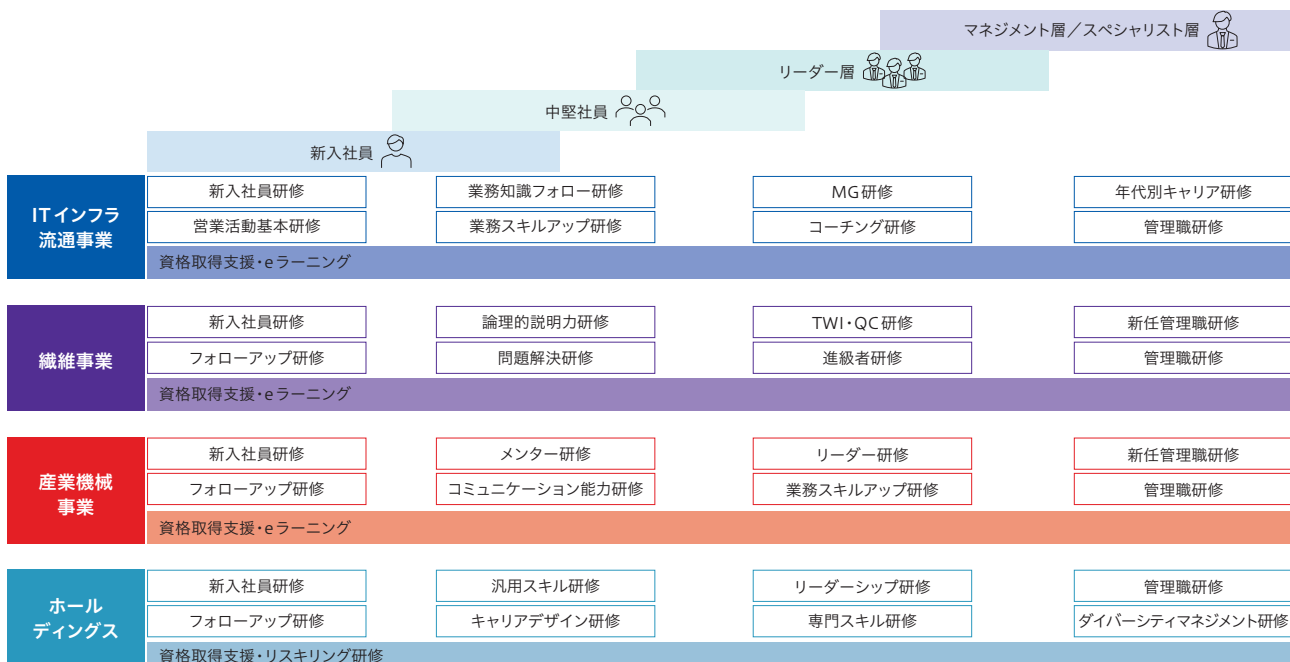 マネジメント層／スペシャリスト層
リーダー層
中堅社員
新入社員
ITインフラ
流通事業
新入社員研修
業務知識フォロー研修
MG研修
年代別キャリア研修
営業活動基本研修
業務スキルアップ研修
コーチング研修
管理職研修
資格取得支援・eラーニング
繊維事業
新入社員研修
論理的説明力研修
TWI・QC研修
新任管理職研修
フォローアップ研修
問題解決研修
進級者研修
管理職研修
資格取得支援・eラーニング
産業機械
事業
新入社員研修
メンター研修
リーダー研修
新任管理職研修
フォローアップ研修
コミュニケーション能力研修
業務スキルアップ研修
管理職研修
資格取得支援・eラーニング
ホール
ディングス
新入社員研修
汎用スキル研修
リーダーシップ研修
管理職研修
フォローアップ研修
キャリアデザイン研修
専門スキル研修
ダイバーシティマネジメント研修
資格取得支援・リスキリング研修